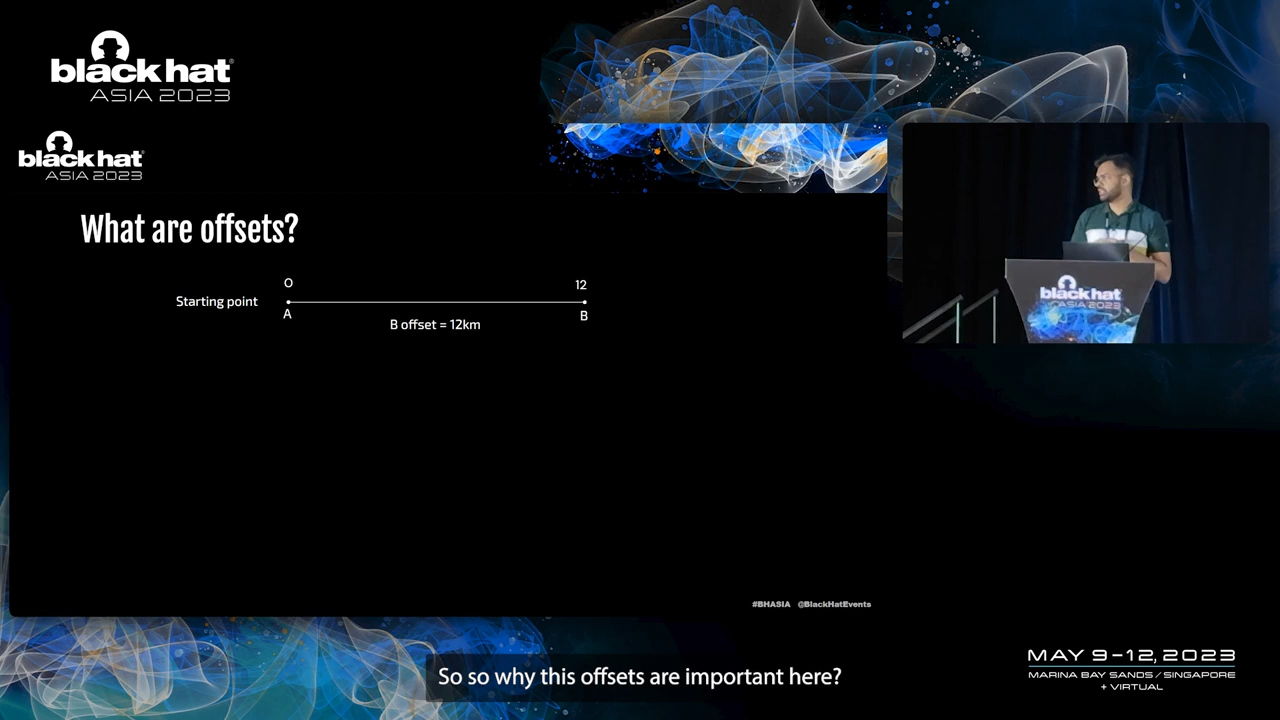 black hat
ASIA 2023
black hat
ASIA 2023
What are offsets?
0
12
Starting point
A
B
B offset = 12km
#BHASIA @BlackHatEvents
black hat
ASIA 2023
So so why this offsets are important here?
MAY 9-12, 2023
MARINA BAY SANDS / SINGAPORE
+ VIRTUAL